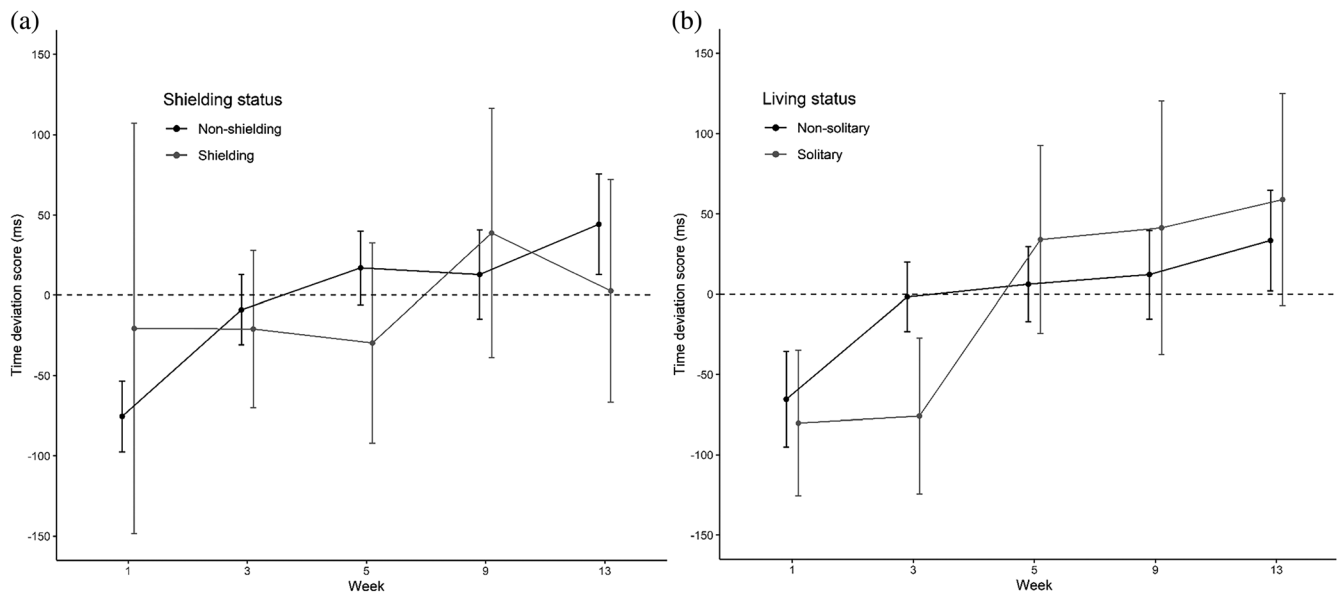 (a)
Time deviation score (ms)
150
100
50
0
-50
-100
-150
Shielding status
Non-shielding
Shielding
1 3 5 9 13
Week
(b)
Time deviation score (ms)
150
100
50
0
-50
-100
-150
Living status
Non-solitary
Solitary
1 3 5 9 13
Week